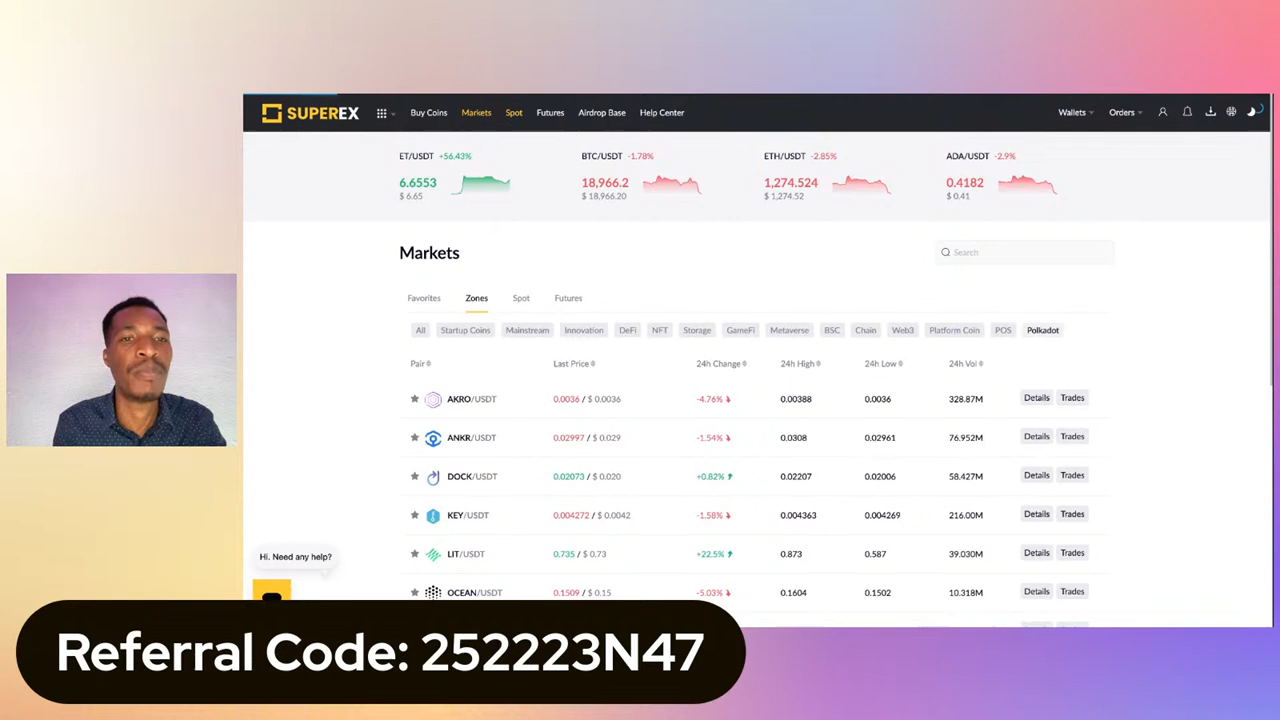 SUPEREX Buy Coins Markets Spot Futures Airdrop Base Help Center Wallets Orders
ET/USDT +56.43% BTC/USDT -1.78% ETH/USDT -2.85% ADA/USDT -2.9%
6.6553 18,966.2 1,274.524 0.4182
$ 6.65 $ 18,966.20 $ 1,274.52 $ 0.41
Markets Search
Favorites Zones Spot Futures
All Startup Coins Mainstream Innovation DeFi NFT Storage GameFi Metaverse BSC Chain Web3 Platform Coin POS Polkadot
Pair Last Price 24h Change 24h High 24h Low 24h Vol
AKRO/USDT 0.0036 / $ 0.0036 -4.76% 0.00388 0.0036 328.87M Details Trades
ANKR/USDT 0.02997 / $ 0.029 -1.54% 0.0308 0.02961 76.952M Details Trades
DOCK/USDT 0.02073 / $ 0.020 +0.82% 0.02207 0.02006 58.427M Details Trades
KEY/USDT 0.004272 / $ 0.0042 -1.58% 0.004363 0.004269 216.00M Details Trades
LIT/USDT 0.735 / $ 0.73 +22.5% 0.873 0.587 39.030M Details Trades
Hi. Need any help?
OCEAN/USDT 0.1509 / $ 0.15 -5.03% 0.1604 0.1502 10.318M Details Trades
Referral Code: 252223N47